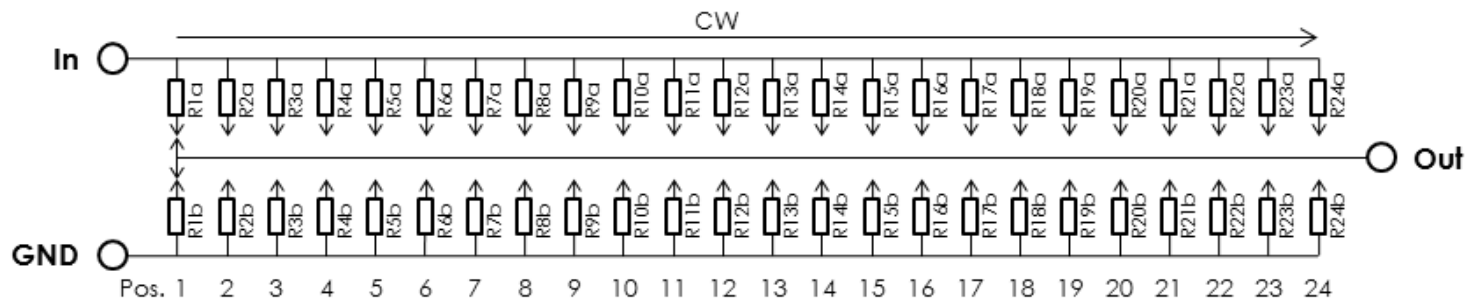 CW
In
R1a R2a R3a R4a R5a R6a R7a R8a R9a R10a R11a R12a R13a R14a R15a R16a R17a R18a R19a R20a R21a R22a R23a R24a
Out
R1b R2b R3b R4b R5b R6b R7b R8b R9b R10b R11b R12b R13b R14b R15b R16b R17b R18b R19b R20b R21b R22b R23b R24b
GND
Pos. 1 2 3 4 5 6 7 8 9 10 11 12 13 14 15 16 17 18 19 20 21 22 23 24